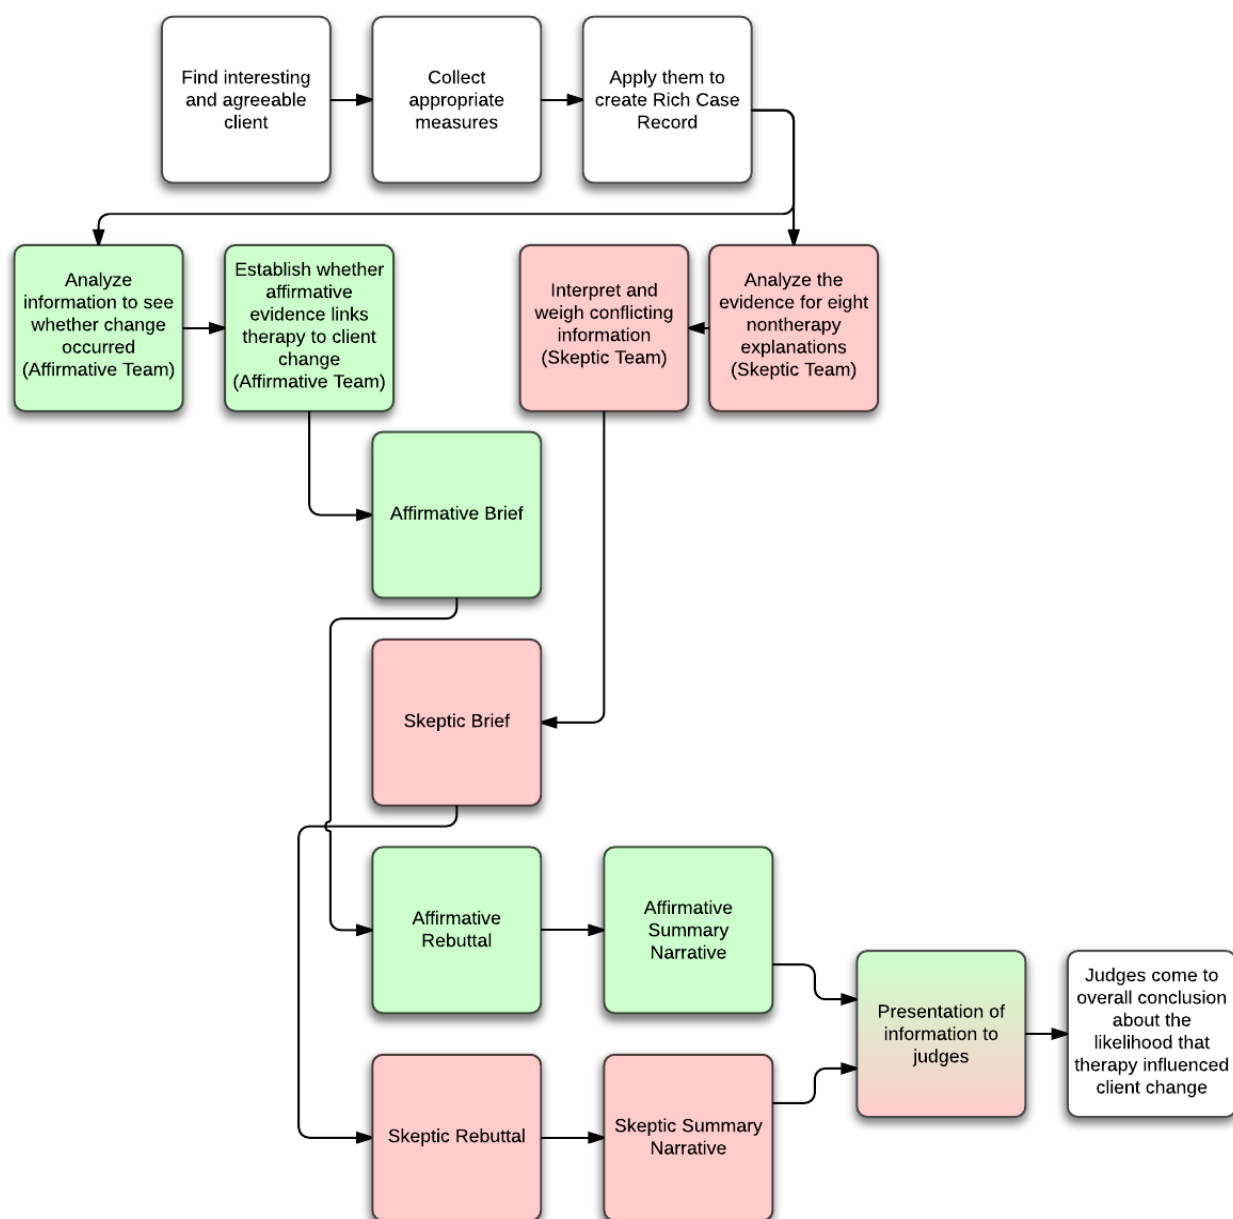 Find interesting
and agreeable
client
Collect
appropriate
measures
Apply them to
create Rich Case
Record
Analyze
information to see
whether change
occurred
(Affirmative Team)
Establish whether
affirmative
evidence links
therapy to client
change
(Affirmative Team)
Interpret and
weigh conflicting
information
(Skeptic Team)
Analyze the
evidence for eight
nontherapy
explanations
(Skeptic Team)
Affirmative Brief
Skeptic Brief
Affirmative
Rebuttal
Affirmative
Summary
Narrative
Presentation of
information to
judges
Judges come to
overall conclusion
about the
likelihood that
therapy influenced
client change
Skeptic Rebuttal
Skeptic Summary
Narrative